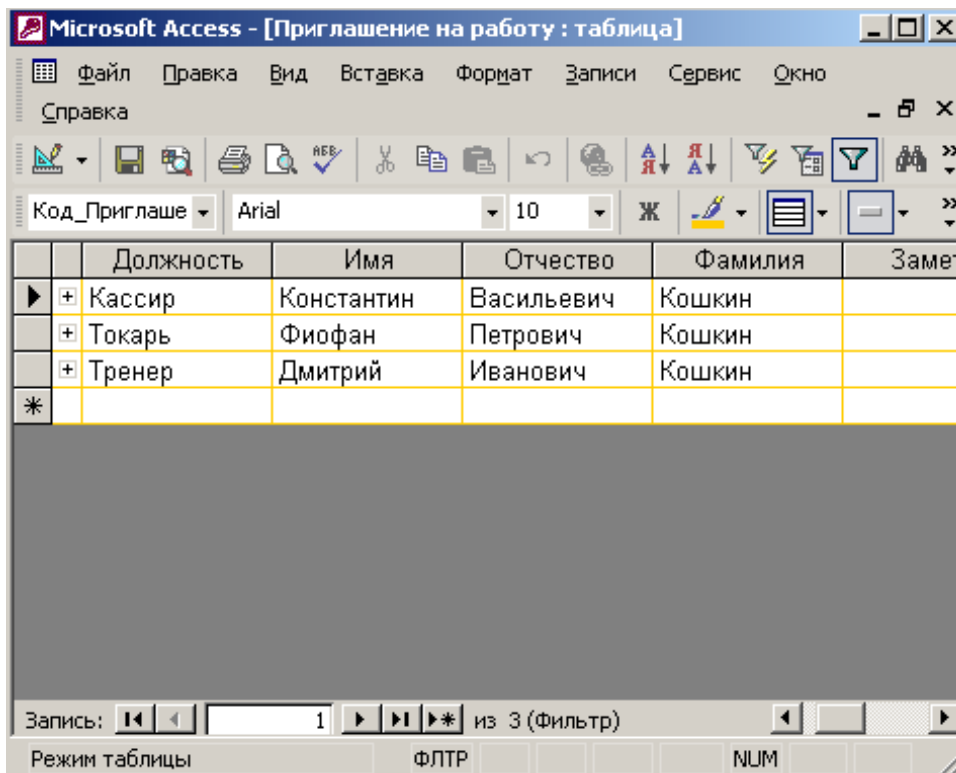 Microsoft Access - [Приглашение на работу : таблица]
Файл Правка Вид Вставка Формат Записи Сервис Окно
Справка
Код_Приглаше Arial 10 Ж
Должность Имя Отчество Фамилия Замет
Кассир Константин Васильевич Кошкин
Токарь Фиофан Петрович Кошкин
Тренер Дмитрий Иванович Кошкин
Запись: 1 из 3 (Фильтр)
Режим таблицы ФЛТР NUM